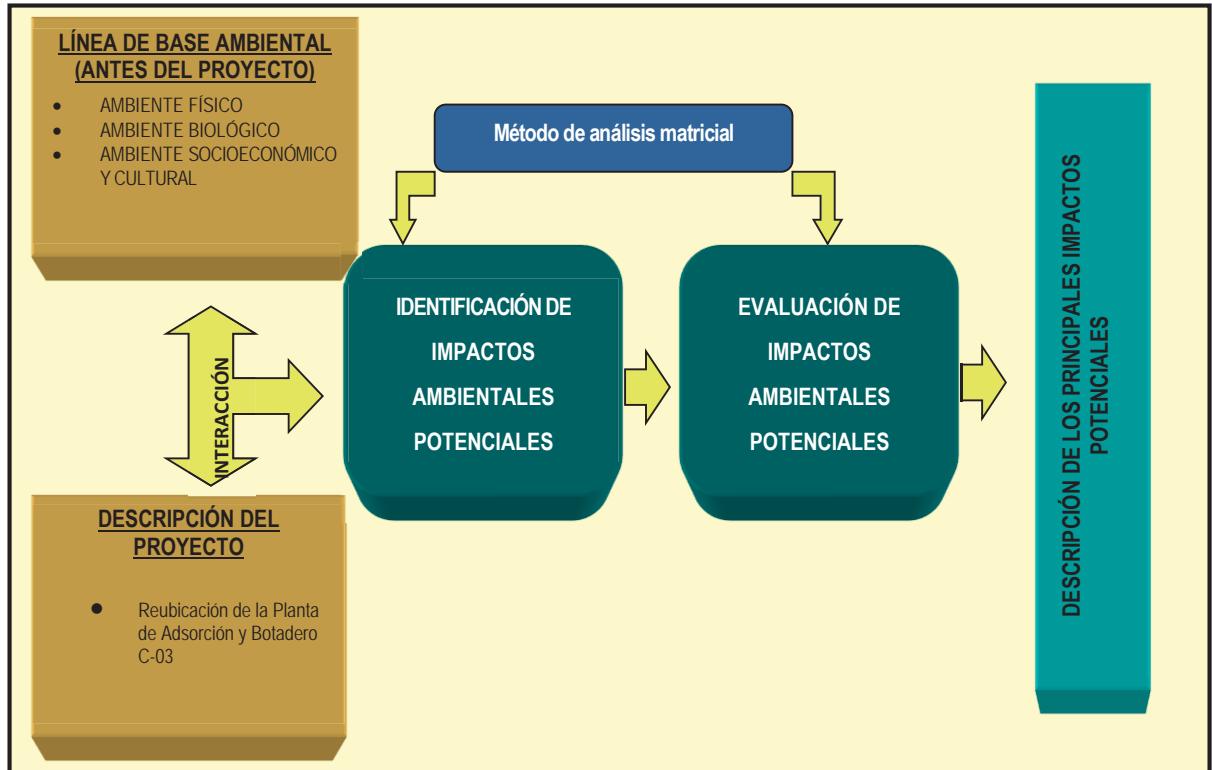 LÍNEA DE BASE AMBIENTAL
(ANTES DEL PROYECTO)
• AMBIENTE FÍSICO
• AMBIENTE BIOLÓGICO
• AMBIENTE SOCIOECONÓMICO
Y CULTURAL
INTERACCIÓN
DESCRIPCIÓN DEL
PROYECTO
• Reubicación de la Planta
de Adsorción y Botadero
C-03
Método de análisis matricial
IDENTIFICACIÓN DE
IMPACTOS
AMBIENTALES
POTENCIALES
EVALUACIÓN DE
IMPACTOS
AMBIENTALES
POTENCIALES
DESCRIPCIÓN DE LOS PRINCIPALES IMPACTOS
POTENCIALES